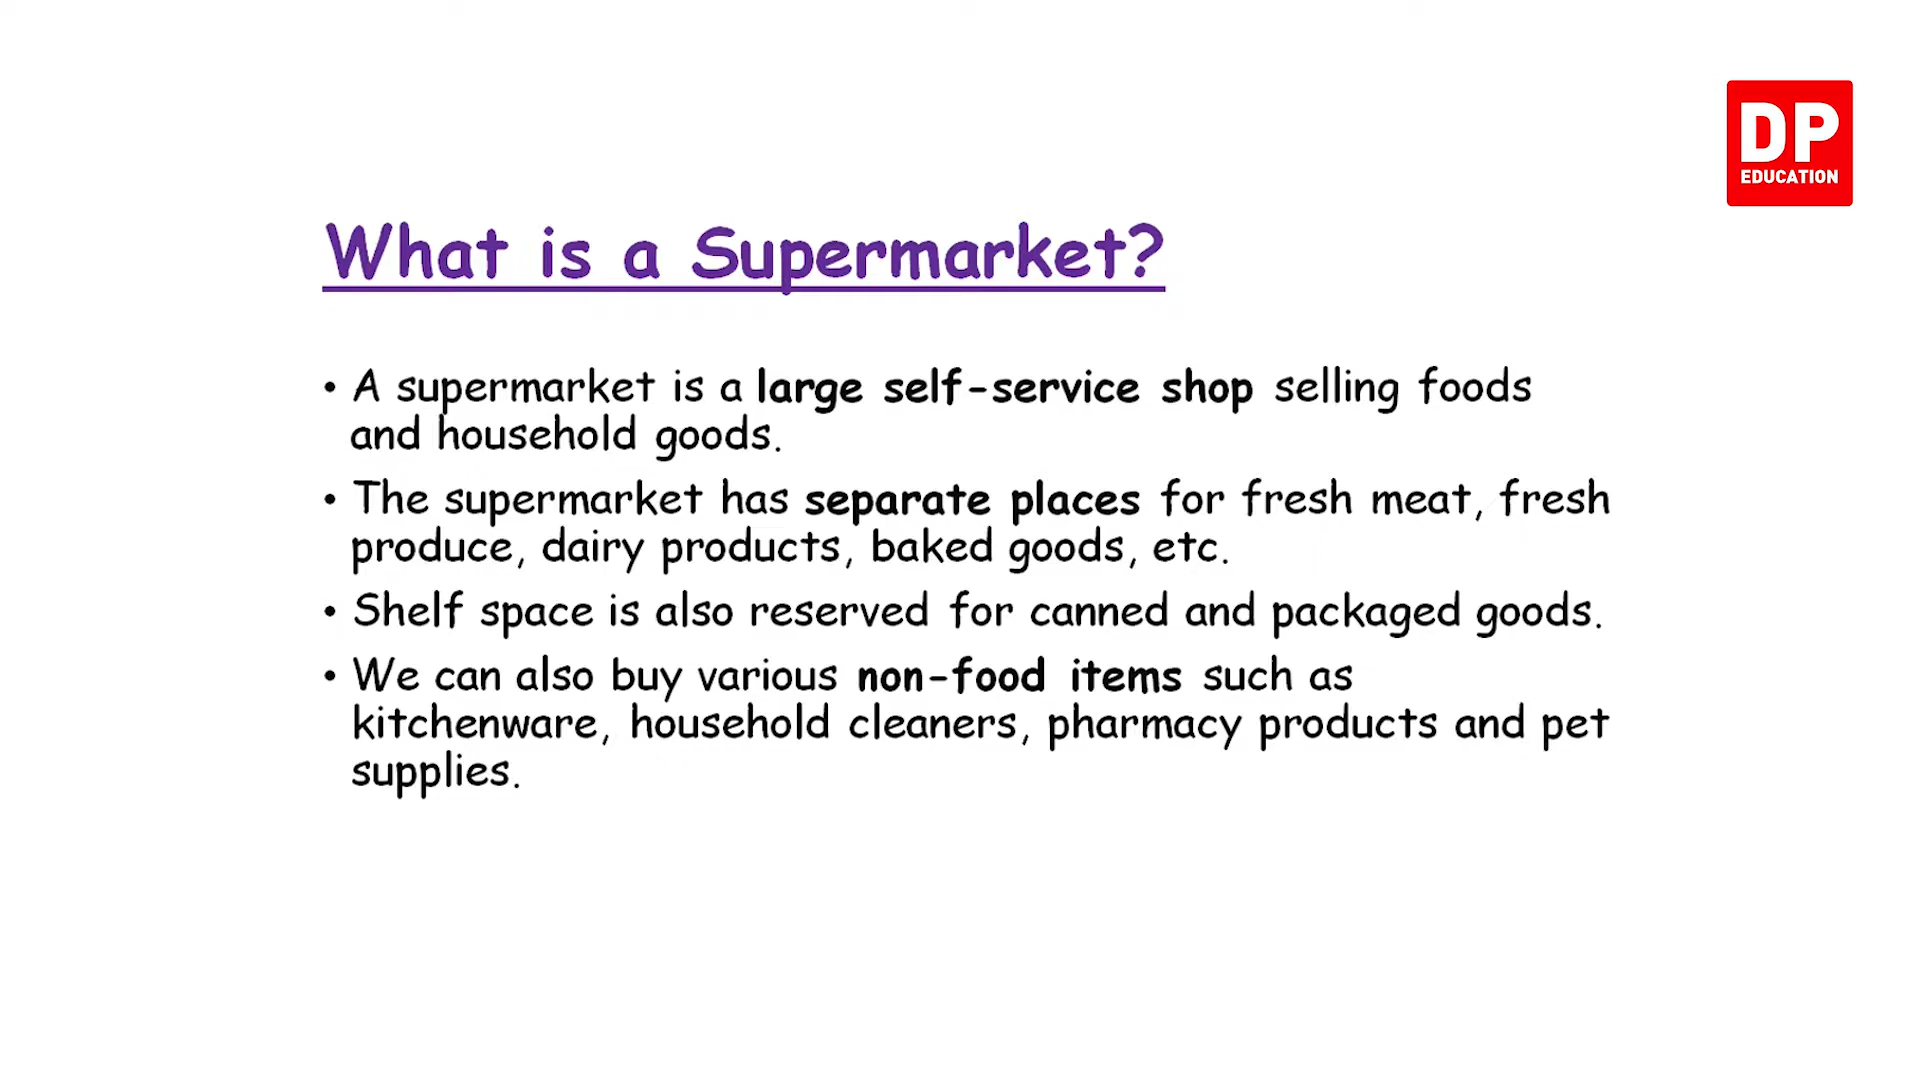 DP
EDUCATION
What is a Supermarket?
• A supermarket is a large self-service shop selling foods
and household goods.
• The supermarket has separate places for fresh meat, fresh
produce, dairy products, baked goods, etc.
• Shelf space is also reserved for canned and packaged goods.
• We can also buy various non-food items such as
kitchenware, household cleaners, pharmacy products and pet
supplies.